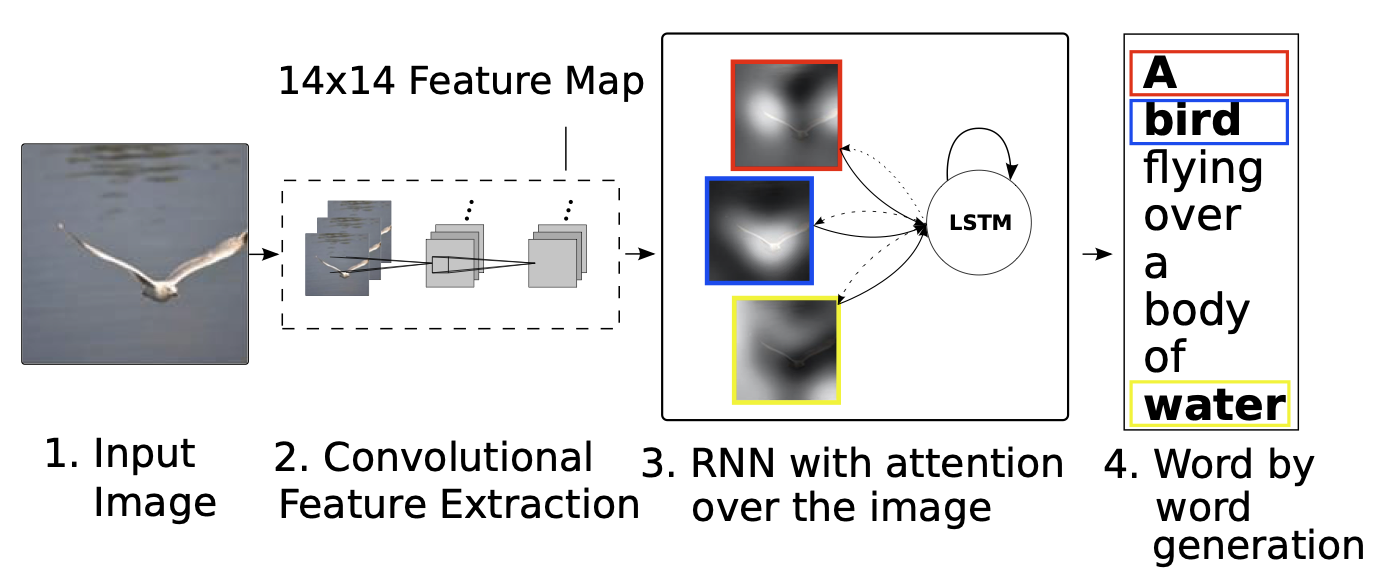 14x14 Feature Map
LSTM
A
bird
flying
over
a
body
of
water
1. Input
Image
2. Convolutional
Feature Extraction
3. RNN with attention
over the image
4. Word by
word
generation